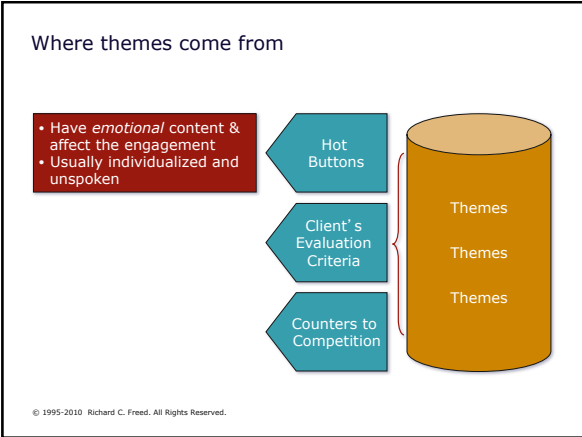 Where themes come from
• Have emotional content &
affect the engagement
• Usually individualized and
unspoken
Hot
Buttons
Client's
Evaluation
Criteria
Counters to
Competition
Themes
Themes
Themes
© 1995-2010 Richard C. Freed. All Rights Reserved.